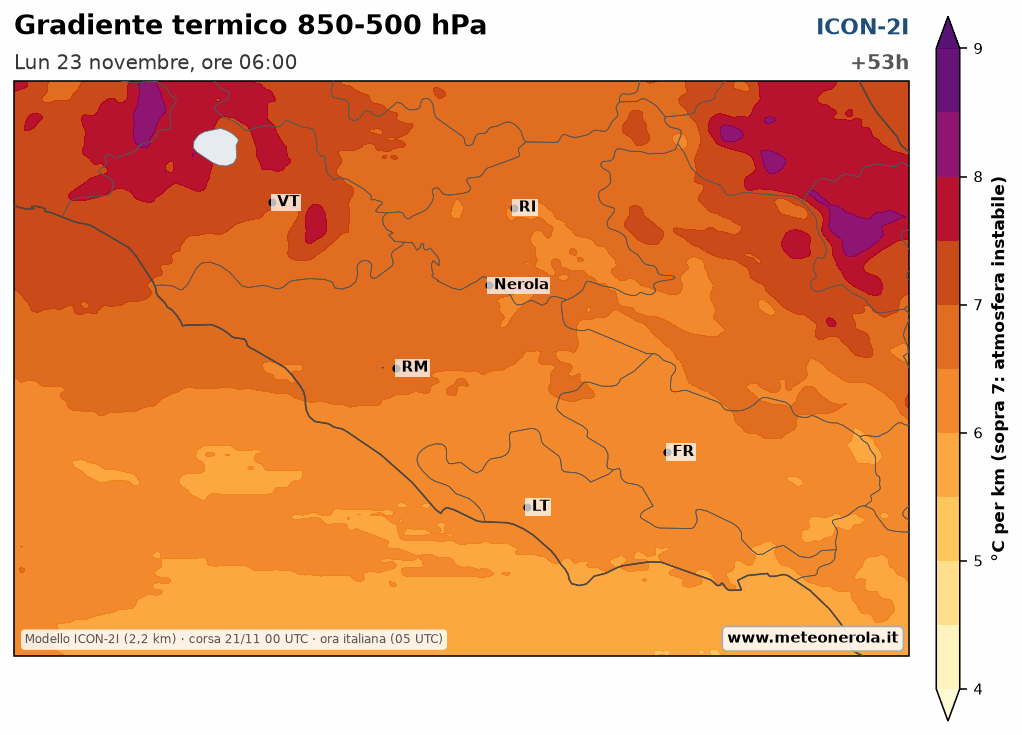 Gradiente termico 850-500 hPa
ICON-2I
Lun 23 novembre, ore 06:00
+53h
VT
RI
Nerola
RM
FR
LT
Modello ICON-2I (2,2 km) · corsa 21/11 00 UTC · ora italiana (05 UTC)
www.meteonerola.it
9
8
7
6
5
4
°C per km (sopra 7: atmosfera instabile)